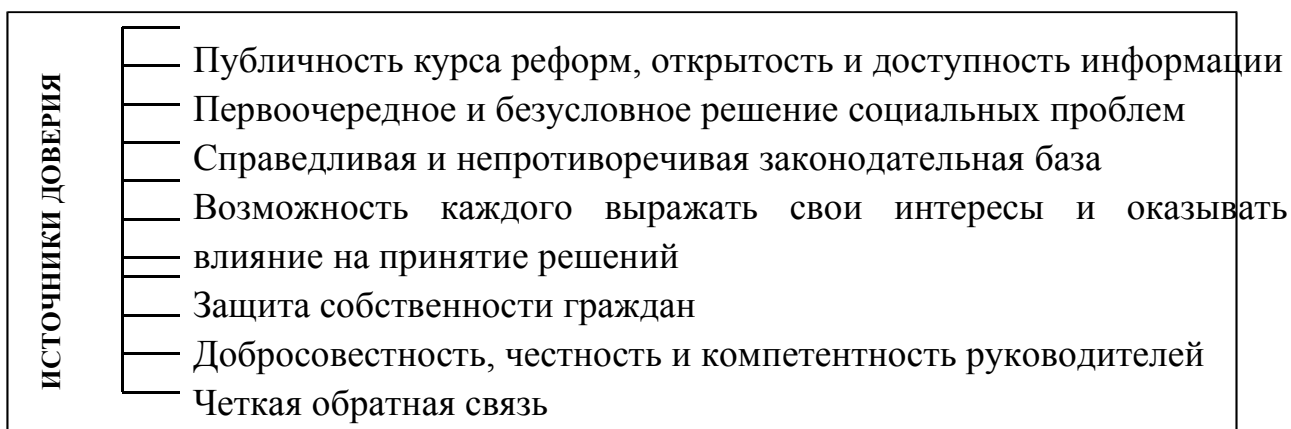 ИСТОЧНИКИ ДОВЕРИЯ
Публичность курса реформ, открытость и доступность информации
Первоочередное и безусловное решение социальных проблем
Справедливая и непротиворечивая законодательная база
Возможность каждого выражать свои интересы и оказывать
влияние на принятие решений
Защита собственности граждан
Добросовестность, честность и компетентность руководителей
Четкая обратная связь